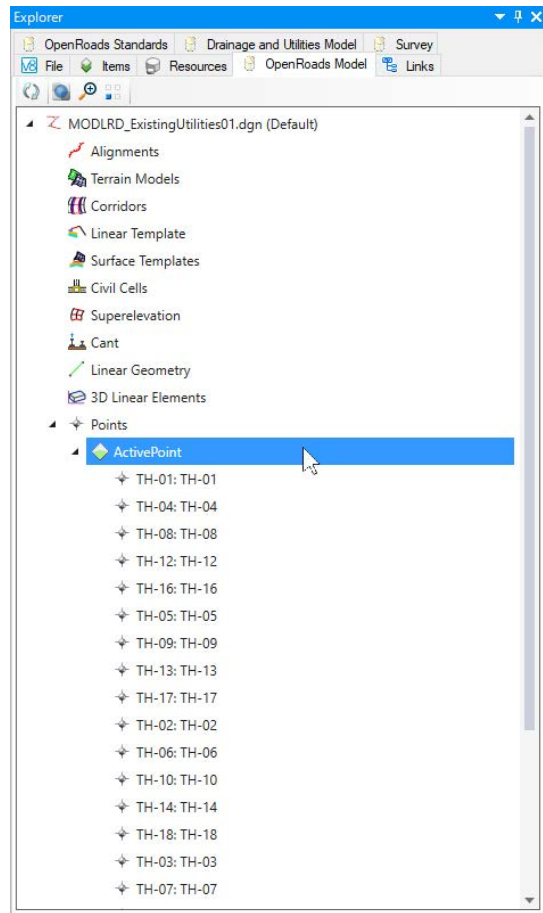 Explorer
OpenRoads Standards Drainage and Utilities Model Survey
File Items Resources OpenRoads Model Links
MODLRD_ExistingUtilities01.dgn (Default)
Alignments
Terrain Models
Corridors
Linear Template
Surface Templates
Civil Cells
Superelevation
Cant
Linear Geometry
3D Linear Elements
Points
ActivePoint
TH-01: TH-01
TH-04: TH-04
TH-08: TH-08
TH-12: TH-12
TH-16: TH-16
TH-05: TH-05
TH-09: TH-09
TH-13: TH-13
TH-17: TH-17
TH-02: TH-02
TH-06: TH-06
TH-10: TH-10
TH-14: TH-14
TH-18: TH-18
TH-03: TH-03
TH-07: TH-07